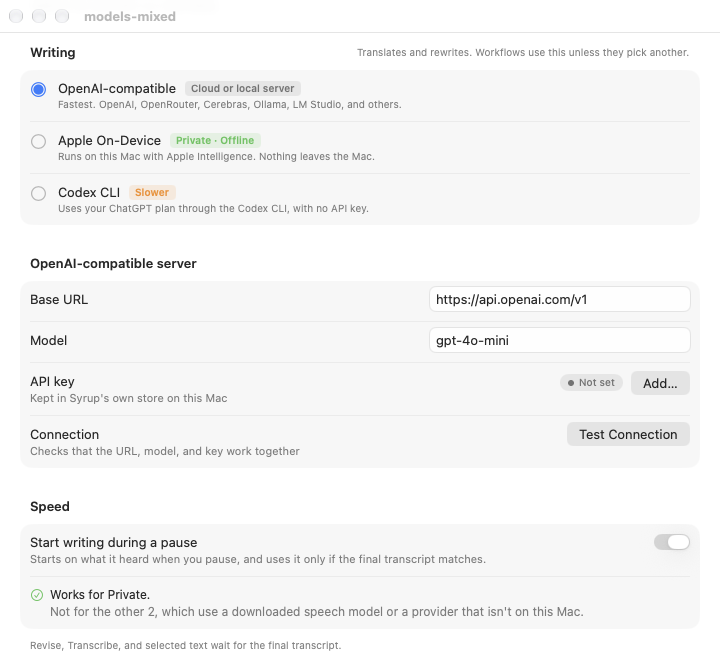 models-mixed
Writing
Translates and rewrites. Workflows use this unless they pick another.
OpenAI-compatible
Cloud or local server
Fastest. OpenAI, OpenRouter, Cerebras, Ollama, LM Studio, and others.
Apple On-Device
Private · Offline
Runs on this Mac with Apple Intelligence. Nothing leaves the Mac.
Codex CLI
Slower
Uses your ChatGPT plan through the Codex CLI, with no API key.
OpenAI-compatible server
Base URL
https://api.openai.com/v1
Model
gpt-4o-mini
API key
Not set
Add...
Kept in Syrup's own store on this Mac
Connection
Test Connection
Checks that the URL, model, and key work together
Speed
Start writing during a pause
Starts on what it heard when you pause, and uses it only if the final transcript matches.
Works for Private.
Not for the other 2, which use a downloaded speech model or a provider that isn't on this Mac.
Revise, Transcribe, and selected text wait for the final transcript.